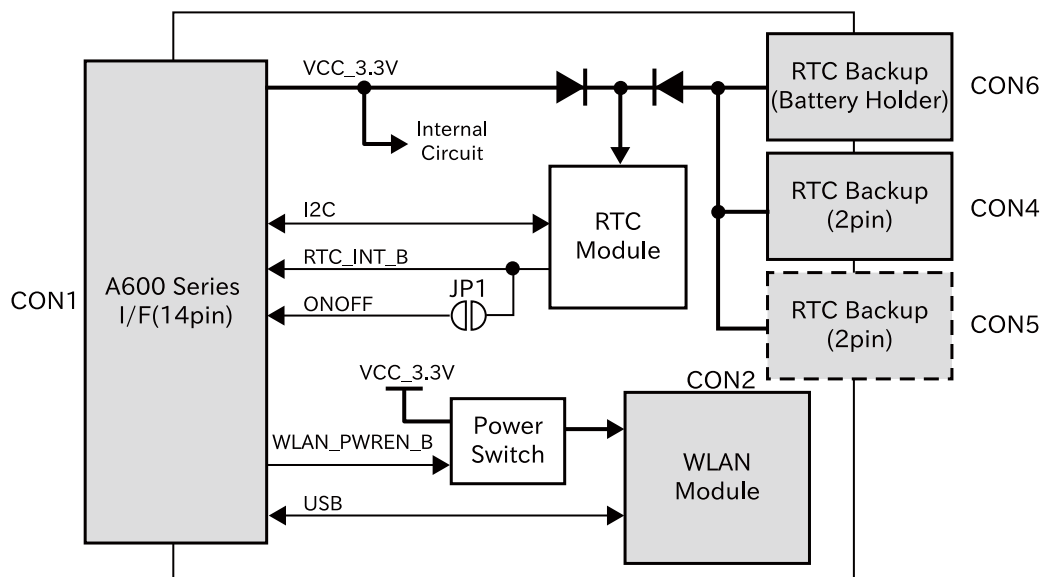 VCC_3.3V
RTC Backup
(Battery Holder)
CON6
Internal
Circuit
I2C
RTC
Module
RTC Backup
(2pin)
CON4
RTC_INT_B
CON1
A600 Series
I/F(14pin)
JP1
ONOFF
RTC Backup
(2pin)
CON5
VCC_3.3V
CON2
Power
Switch
WLAN_PWREN_B
WLAN
Module
USB